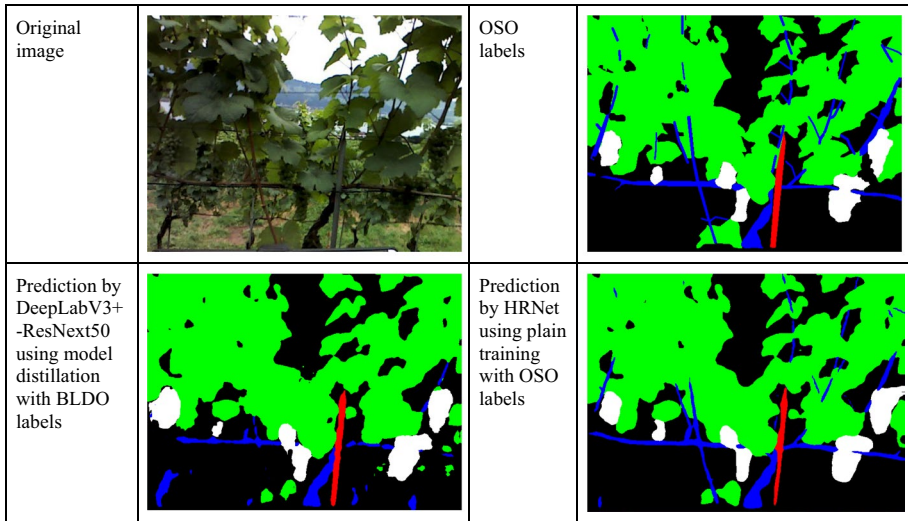 Original
image
OSO
labels
Prediction by
DeepLabV3+
-ResNext50
using model
distillation
with BLDO
labels
Prediction
by HRNet
using plain
training
with OSO
labels